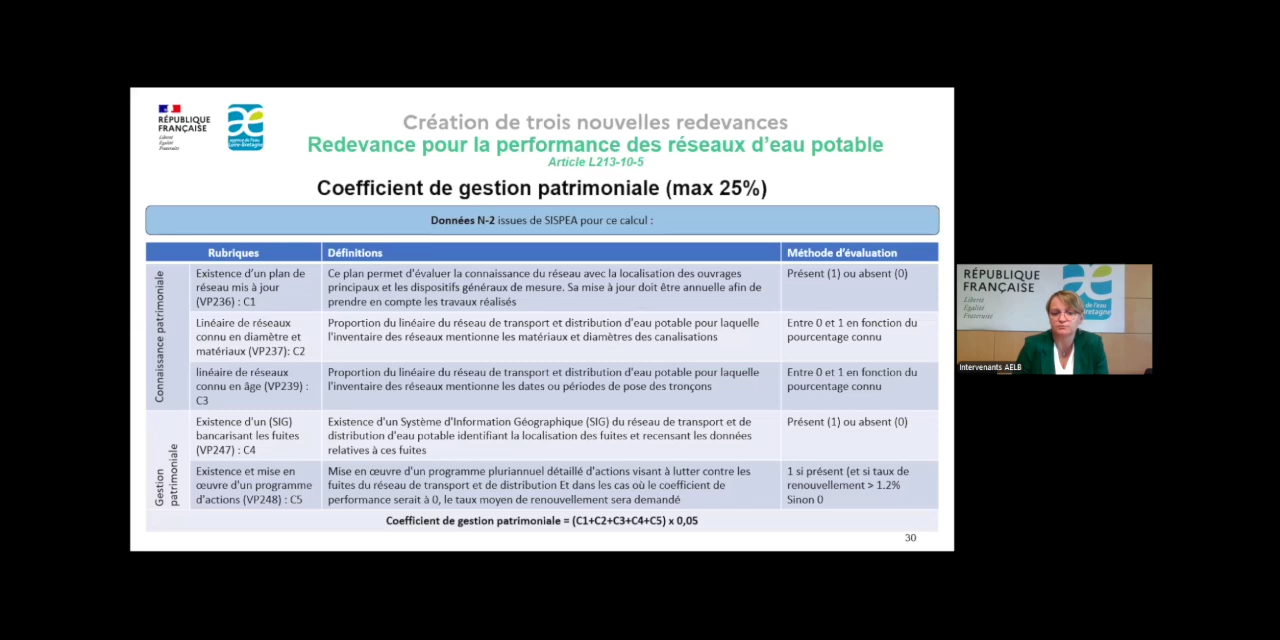 RÉPUBLIQUE
FRANÇAISE
Liberté
Égalité
Fraternité
agence de l'eau
Loire-Bretagne
Création de trois nouvelles redevances
Redevance pour la performance des réseaux d'eau potable
Article L213-10-5
Coefficient de gestion patrimoniale (max 25%)
Données N-2 issues de SISPEA pour ce calcul :
Rubriques
Définitions
Méthode d'évaluation
Connaissance patrimoniale
Existence d'un plan de
réseau mis à jour
(VP236) : C1
Ce plan permet d'évaluer la connaissance du réseau avec la localisation des ouvrages
principaux et les dispositifs généraux de mesure. Sa mise à jour doit être annuelle afin de
prendre en compte les travaux réalisés
Présent (1) ou absent (0)
Linéaire de réseaux
connu en diamètre et
matériaux (VP237): C2
Proportion du linéaire du réseau de transport et distribution d'eau potable pour laquelle
l'inventaire des réseaux mentionne les matériaux et diamètres des canalisations
Entre 0 et 1 en fonction du
pourcentage connu
linéaire de réseaux
connu en âge (VP239) :
C3
Proportion du linéaire du réseau de transport et distribution d'eau potable pour laquelle
l'inventaire des réseaux mentionne les dates ou périodes de pose des tronçons
Entre 0 et 1 en fonction du
pourcentage connu
Gestion
patrimoniale
Existence d'un (SIG)
bancarisant les fuites
(VP247) : C4
Existence d'un Système d'Information Géographique (SIG) du réseau de transport et de
distribution d'eau potable identifiant la localisation des fuites et recensant les données
relatives à ces fuites
Présent (1) ou absent (0)
Existence et mise en
œuvre d'un programme
d'actions (VP248) : C5
Mise en œuvre d'un programme pluriannuel détaillé d'actions visant à lutter contre les
fuites du réseau de transport et de distribution Et dans les cas où le coefficient de
performance serait à 0, le taux moyen de renouvellement sera demandé
1 si présent (et si taux de
renouvellement > 1.2%
Sinon 0
Coefficient de gestion patrimoniale = (C1+C2+C3+C4+C5) x 0,05
30
RÉPUBLIQUE
FRANÇAISE
Liberté
Égalité
Fraternité
Intervenants AELB